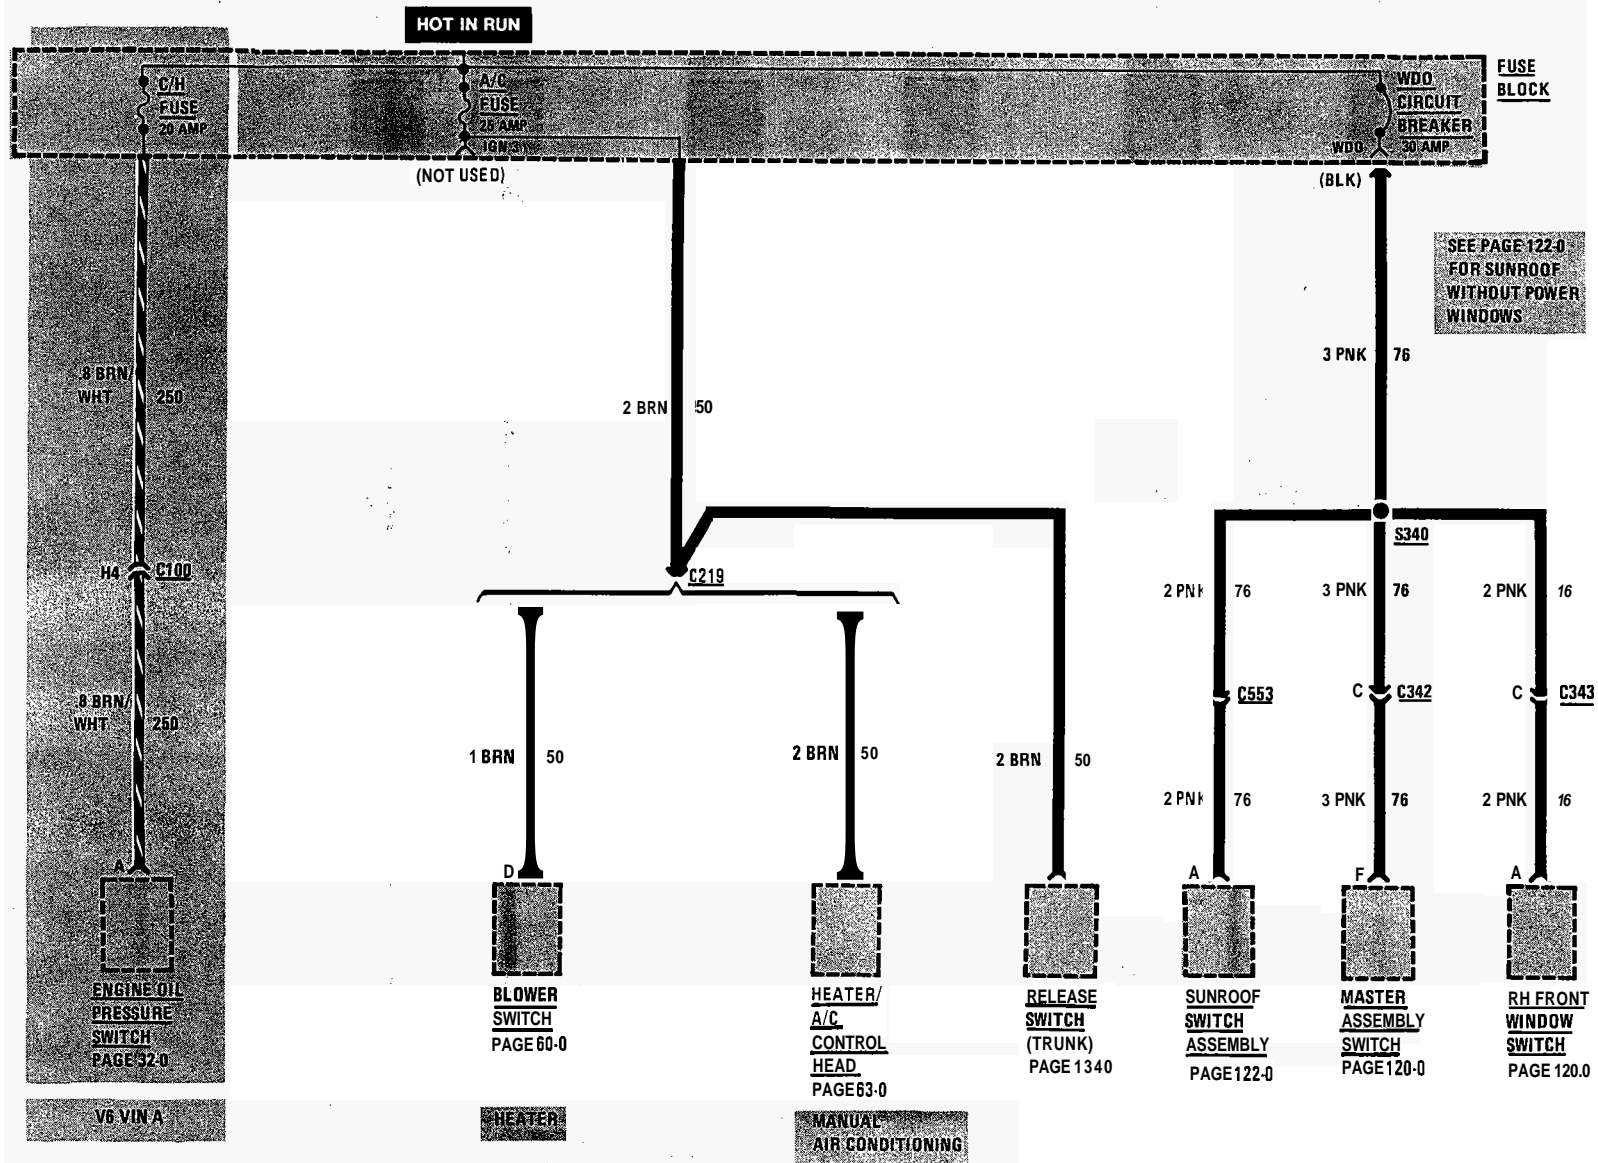 HOT IN RUN
C/H
FUSE
20 AMP
A/C
FUSE
25 AMP
IGN 3
(NOT USED)
WDO
CIRCUIT
BREAKER
30 AMP
WDO
(BLK)
FUSE
BLOCK
SEE PAGE 122-0
FOR SUNROOF
WITHOUT POWER
WINDOWS
3 PNK 76
.8 BRN/
WHT 250
2 BRN 50
S340
H4 C100
C219
2 PNK 76
3 PNK 76
2 PNK 16
C553
C C342
C C343
.8 BRN/
WHT 250
1 BRN 50
2 BRN 50
2 BRN 50
2 PNK 76
3 PNK 76
2 PNK 16
A
D
A
F
A
ENGINE OIL
PRESSURE
SWITCH
PAGE 32-0
BLOWER
SWITCH
PAGE 60-0
HEATER/
A/C
CONTROL
HEAD
PAGE 63-0
RELEASE
SWITCH
(TRUNK)
PAGE 1340
SUNROOF
SWITCH
ASSEMBLY
PAGE 122-0
MASTER
ASSEMBLY
SWITCH
PAGE 120-0
RH FRONT
WINDOW
SWITCH
PAGE 120.0
V6 VIN A
HEATER
MANUAL
AIR CONDITIONING